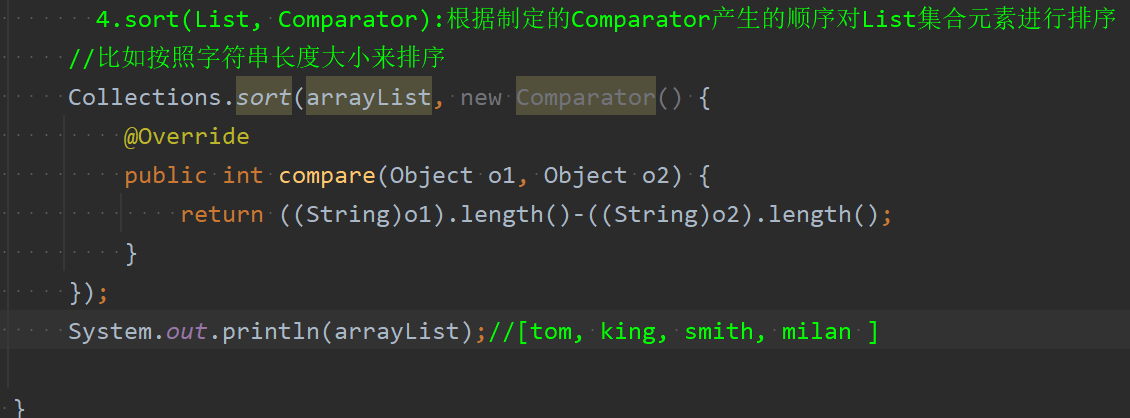 4.sort(List, Comparator):根据制定的Comparator产生的顺序对List集合元素进行排序
//比如按照字符串长度大小来排序
Collections.sort(arrayList, new Comparator() {
@Override
public int compare(Object o1, Object o2) {
return ((String)o1).length()-((String)o2).length();
}
});
System.out.println(arrayList);//[tom, king, smith, milan ]
}